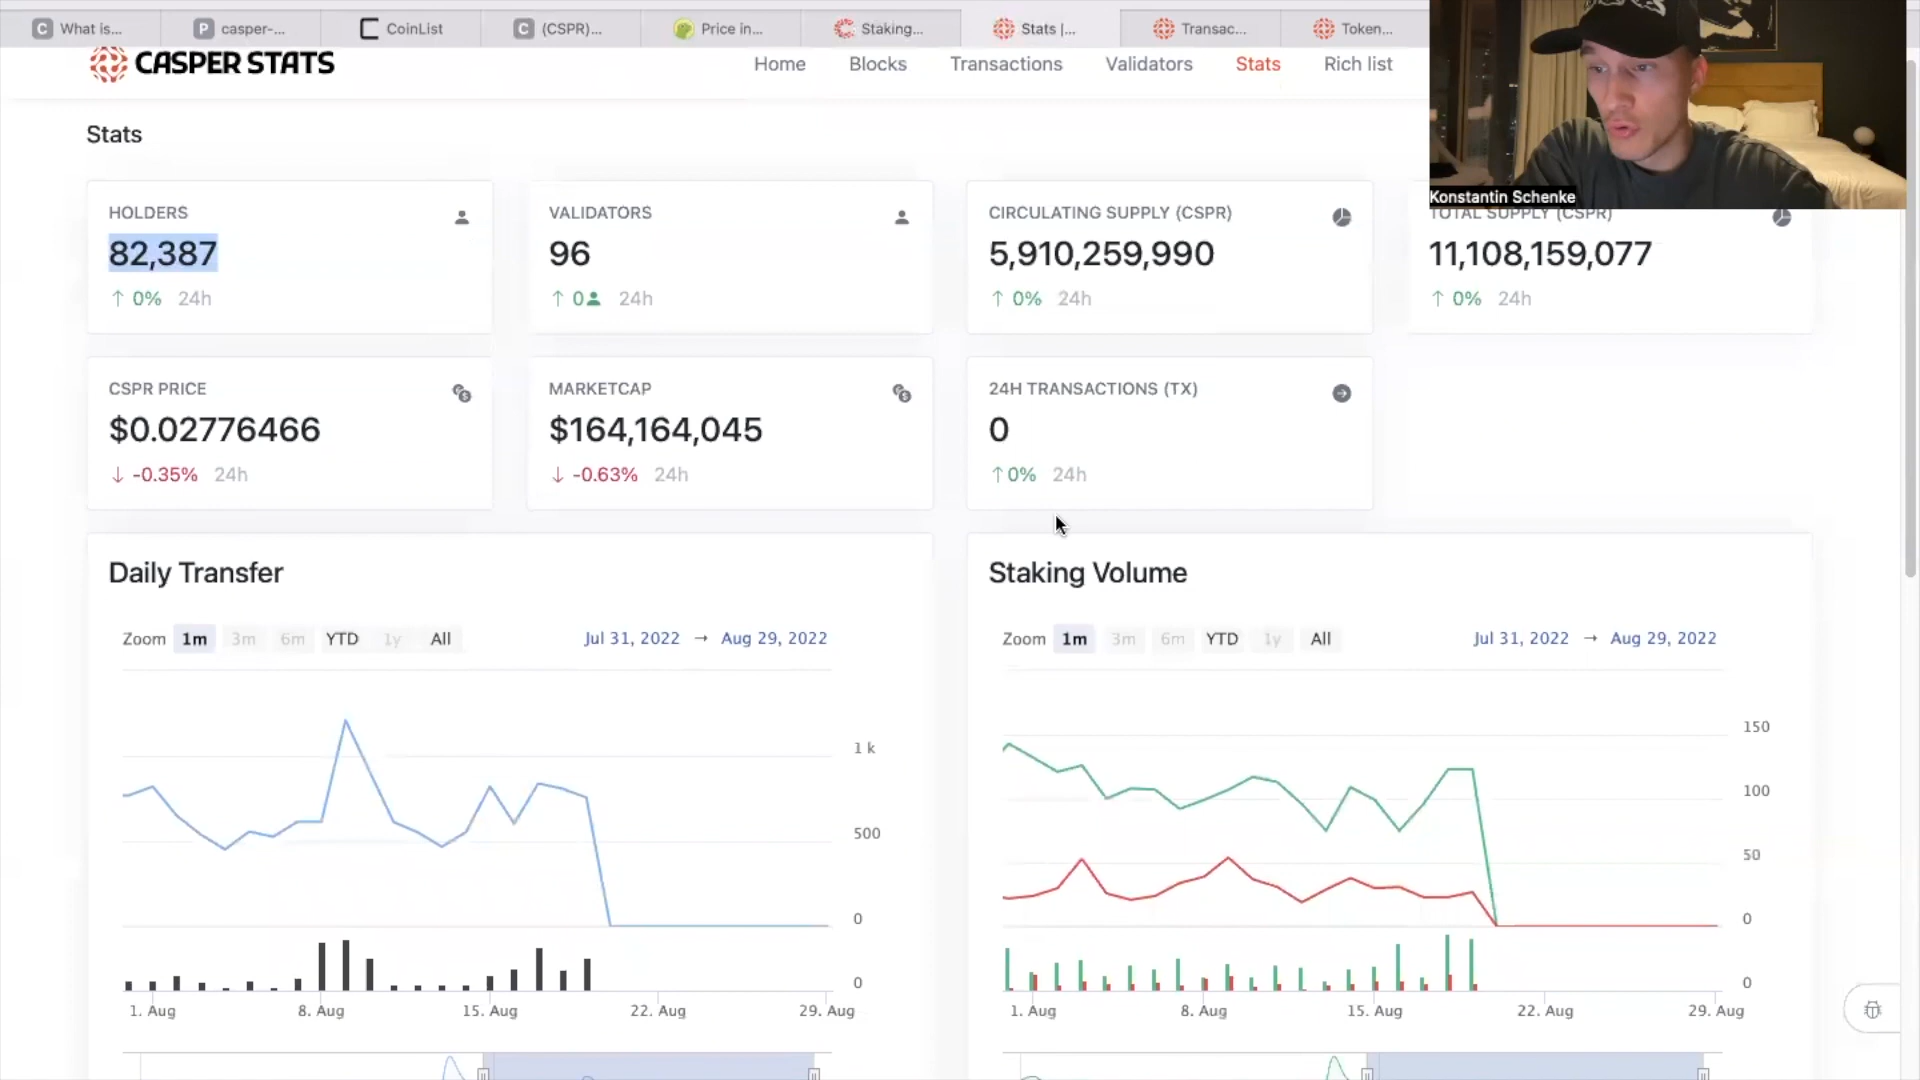 What is...
casper-...
CoinList
(CSPR)...
Price in...
Staking...
Stats |...
Transac...
Token...
CASPER STATS
Home
Blocks
Transactions
Validators
Stats
Rich list
Konstantin Schenke
Stats
HOLDERS
82,387
↑ 0% 24h
VALIDATORS
96
↑ 0 24h
CIRCULATING SUPPLY (CSPR)
5,910,259,990
↑ 0% 24h
TOTAL SUPPLY (CSPR)
11,108,159,077
↑ 0% 24h
CSPR PRICE
$0.02776466
↓ -0.35% 24h
MARKETCAP
$164,164,045
↓ -0.63% 24h
24H TRANSACTIONS (TX)
0
↑ 0% 24h
Daily Transfer
Zoom 1m 3m 6m YTD 1y All
Jul 31, 2022 → Aug 29, 2022
1 k
500
0
0
1. Aug 8. Aug 15. Aug 22. Aug 29. Aug
Staking Volume
Zoom 1m 3m 6m YTD 1y All
Jul 31, 2022 → Aug 29, 2022
150
100
50
0
0
1. Aug 8. Aug 15. Aug 22. Aug 29. Aug